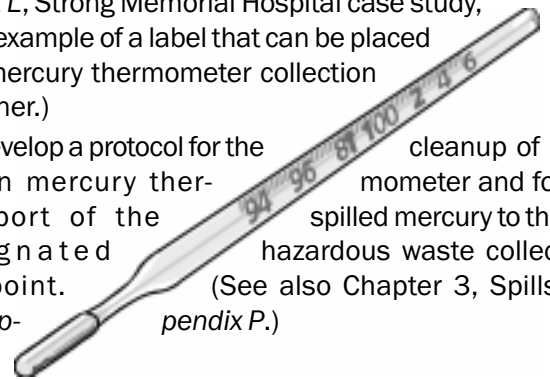 L, Strong Memorial Hospital case study,
example of a label that can be placed
mercury thermometer collection
ner.)
evelop a protocol for the cleanup of
n mercury ther- mometer and fo
port of the spilled mercury to th
gnated hazardous waste collec
point. (See also Chapter 3, Spills
p- pendix P.)
94 96 100 2 4 6